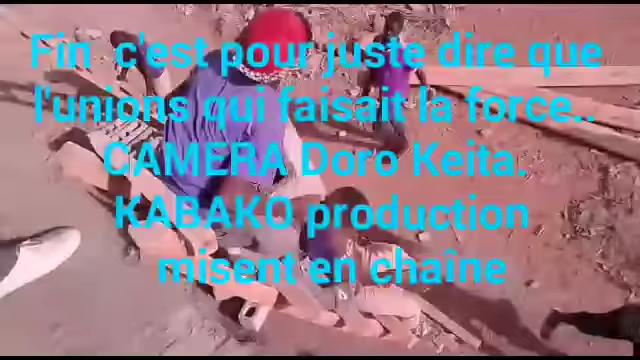 Fin c'est pour juste dire que
l'unions qui faisait la force..
CAMERA Doro Keita.
KABAKO production
misent en chaîne